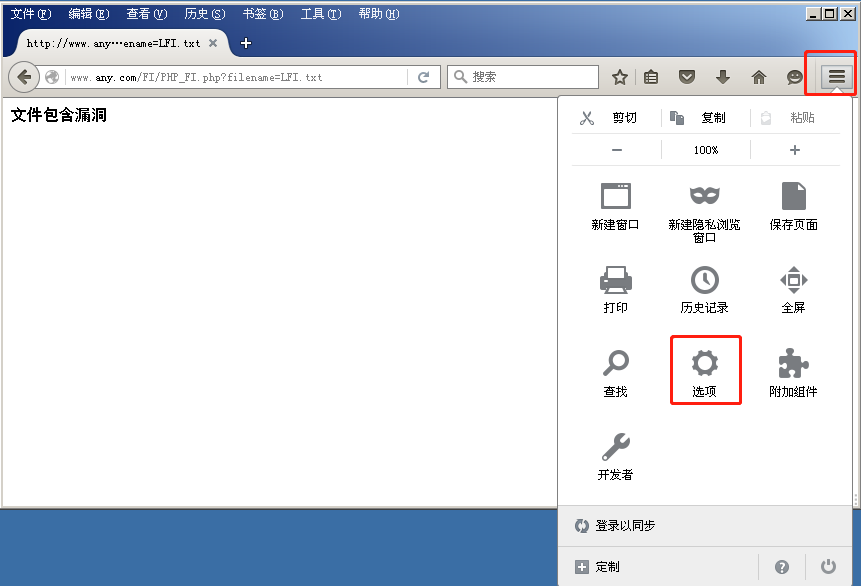 文件(F) 编辑(E) 查看(V) 历史(S) 书签(B) 工具(T) 帮助(H)
http://www.any…ename=LFI.txt
www.any.com/FI/PHP_FI.php?filename=LFI.txt 搜索
文件包含漏洞
剪切 复制 粘贴
100%
新建窗口 新建隐私浏览窗口 保存页面
打印 历史记录 全屏
查找 选项 附加组件
开发者
登录以同步
定制